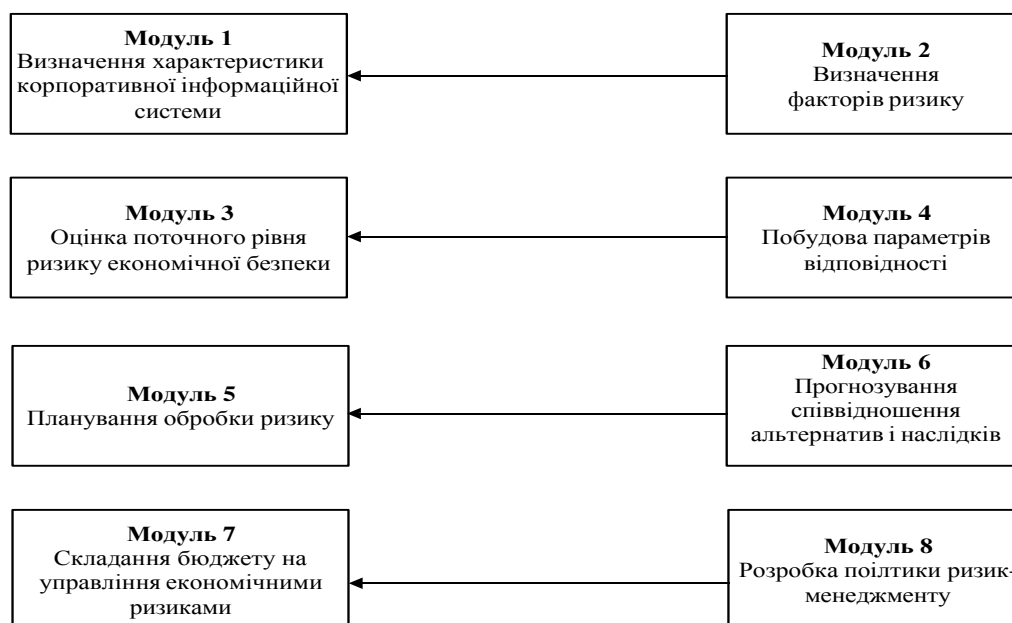 Модуль 1
Визначення характеристики
корпоративної інформаційної
системи
Модуль 2
Визначення
факторів ризику
Модуль 3
Оцінка поточного рівня
ризику економічної безпеки
Модуль 4
Побудова параметрів
відповідності
Модуль 5
Планування обробки ризику
Модуль 6
Прогнозування
співвідношення
альтернатив і наслідків
Модуль 7
Складання бюджету на
управління економічними
ризиками
Модуль 8
Розробка поілтики ризик-
менеджменту